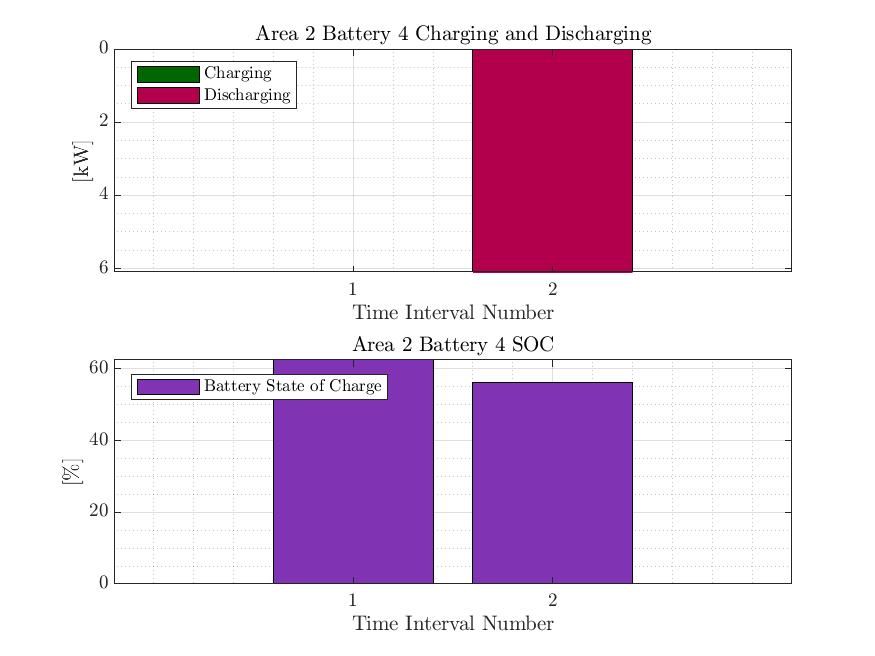 Area 2 Battery 4 Charging and Discharging
0
2
4
6
[kW]
Charging
Discharging
1 2
Time Interval Number
Area 2 Battery 4 SOC
60
40
20
0
[%]
Battery State of Charge
1 2
Time Interval Number